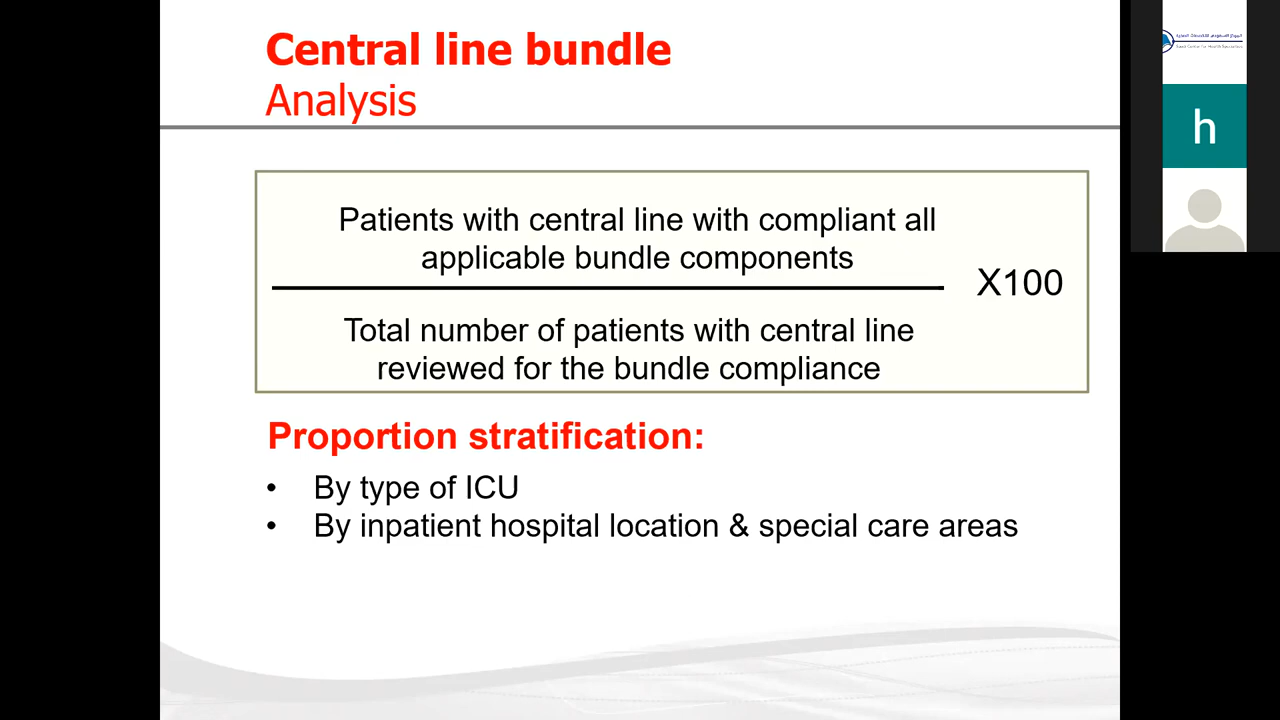 Central line bundle
Analysis
Patients with central line with compliant all
applicable bundle components
X100
Total number of patients with central line
reviewed for the bundle compliance
Proportion stratification:
• By type of ICU
• By inpatient hospital location & special care areas
h